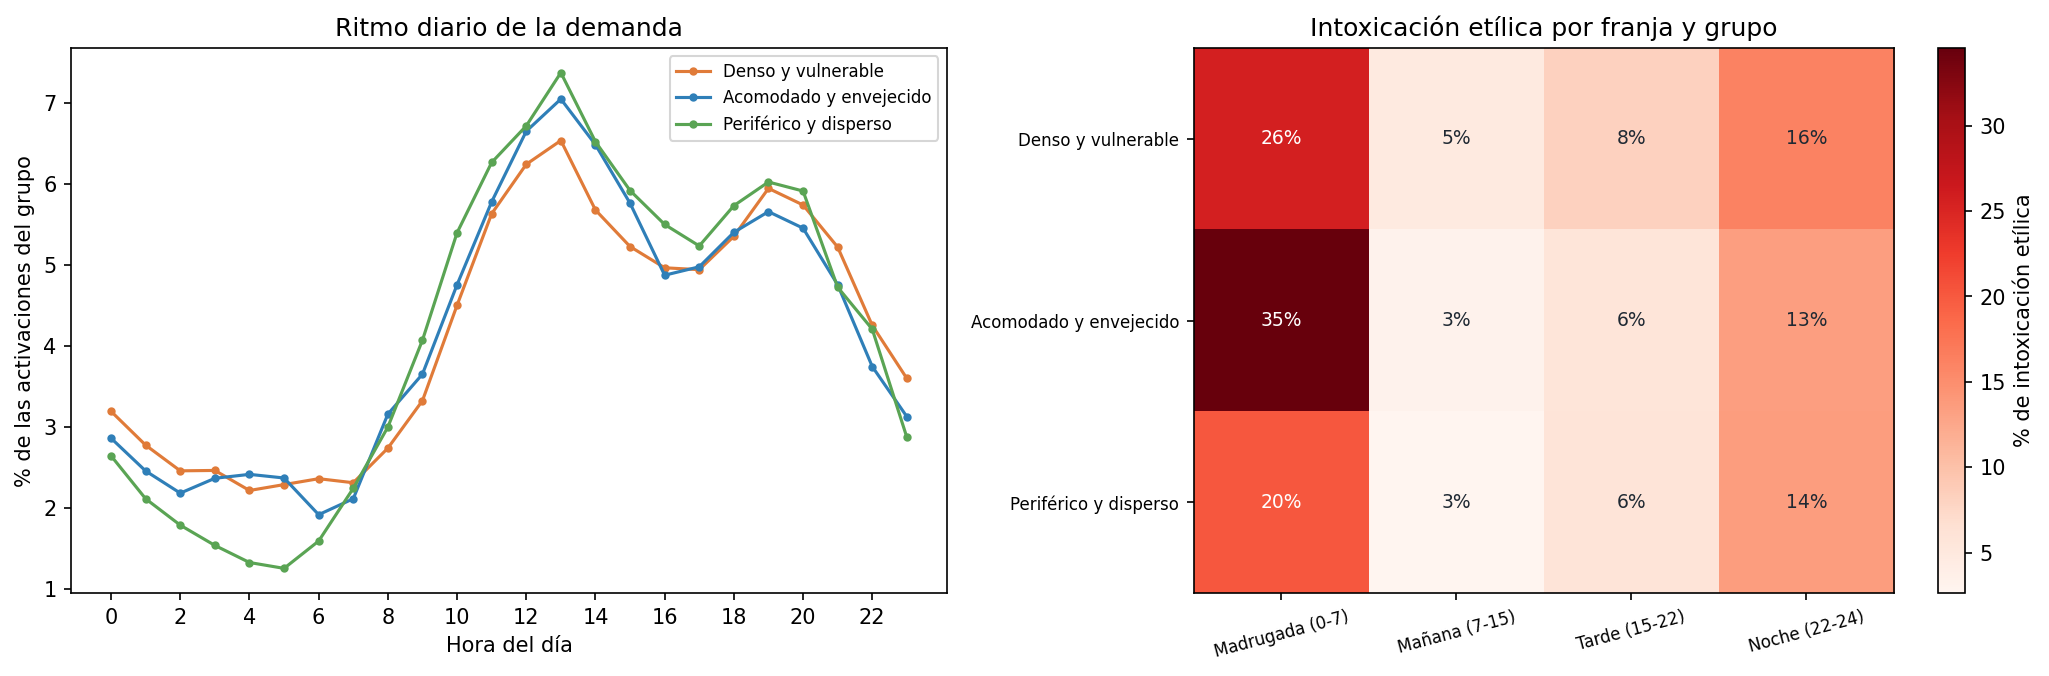 Ritmo diario de la demanda
% de las activaciones del grupo
7
6
5
4
3
2
1
Denso y vulnerable
Acomodado y envejecido
Periférico y disperso
0 2 4 6 8 10 12 14 16 18 20 22
Hora del día
Intoxicación etílica por franja y grupo
Denso y vulnerable 26% 5% 8% 16%
Acomodado y envejecido 35% 3% 6% 13%
Periférico y disperso 20% 3% 6% 14%
Madrugada (0-7) Mañana (7-15) Tarde (15-22) Noche (22-24)
30
25
20
15
10
5
% de intoxicación etílica